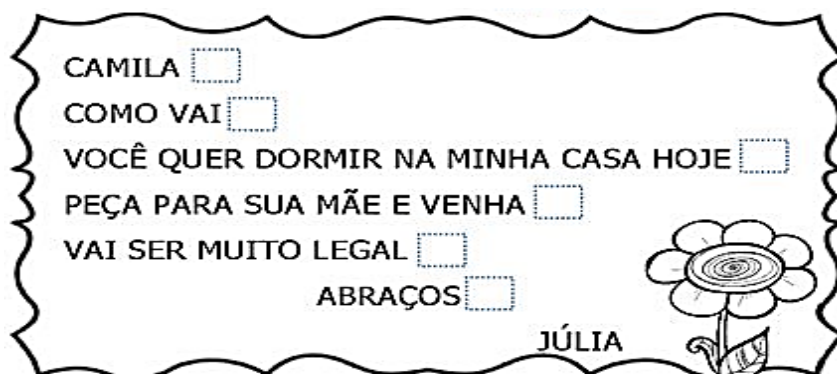 CAMILA
COMO VAI
VOCÊ QUER DORMIR NA MINHA CASA HOJE
PEÇA PARA SUA MÃE E VENHA
VAI SER MUITO LEGAL
ABRAÇOS
JÚLIA